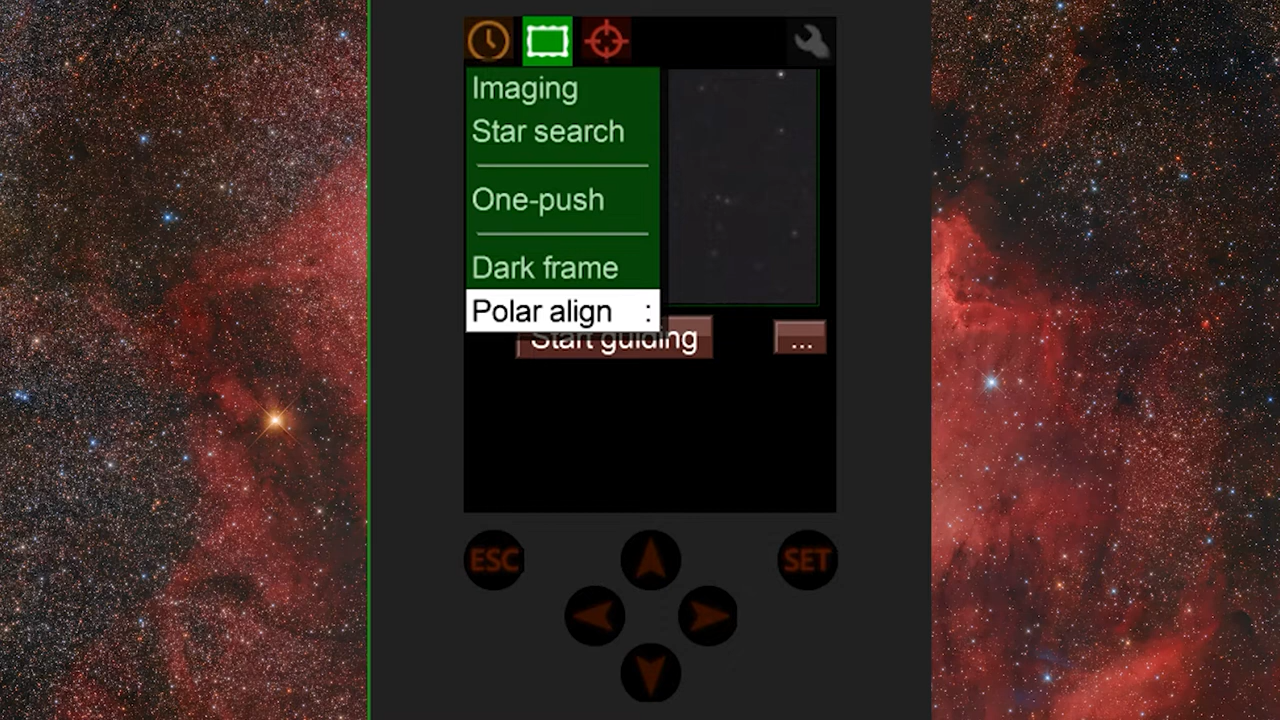 Imaging
Star search
One-push
Dark frame
Polar align :
Start guiding
...
ESC
SET